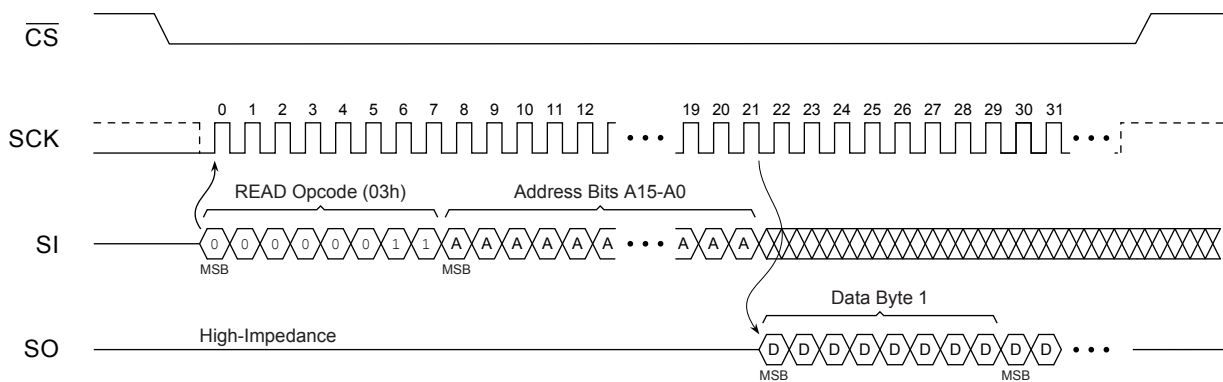 CS
0 1 2 3 4 5 6 7 8 9 10 11 12 19 20 21 22 23 24 25 26 27 28 29 30 31
SCK
READ Opcode (03h) Address Bits A15-A0
SI 0 0 0 0 0 0 1 1 A A A A A A A A A
MSB MSB
Data Byte 1
High-Impedance
SO D D D D D D D D D D
MSB MSB